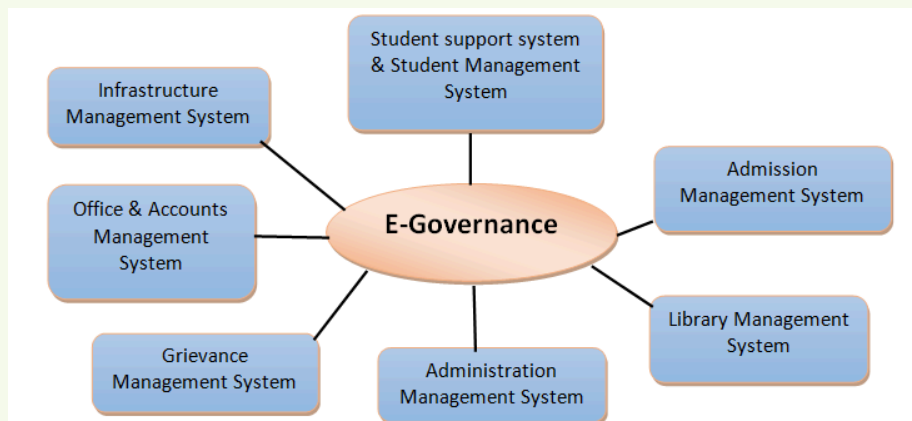 Student support system
& Student Management
System
Infrastructure
Management System
Admission
Management System
Office & Accounts
Management
System
E-Governance
Library Management
System
Grievance
Management System
Administration
Management System